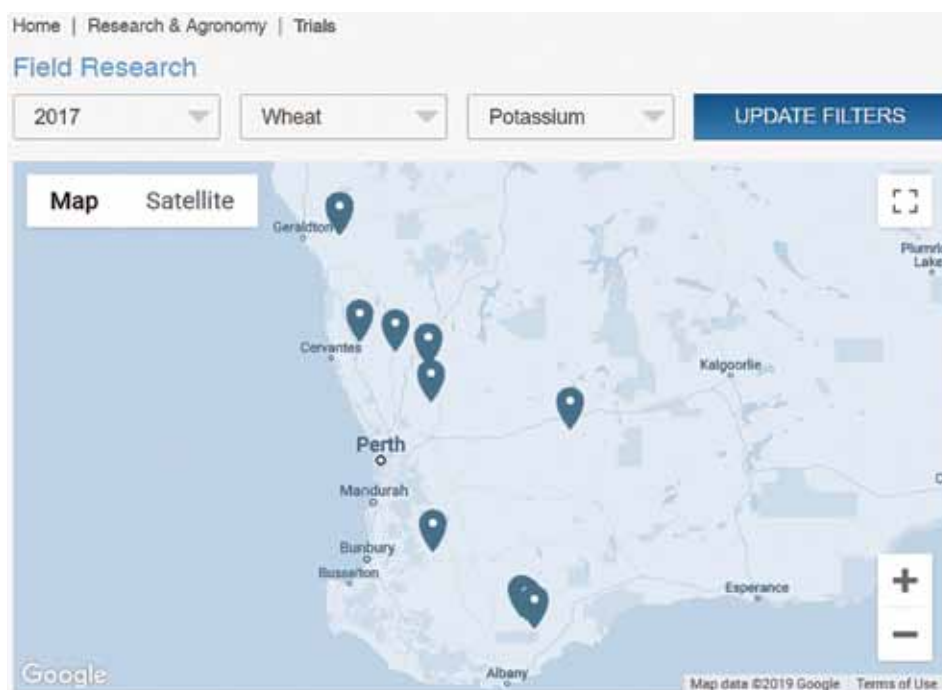 Home | Research & Agronomy | Trials
Field Research
2017 Wheat Potassium UPDATE FILTERS
Map Satellite
Geraldton
Cervantes
Kalgoorlie
Perth
Mandurah
Bunbury
Busselton
Esperance
Albany
Google
Map data ©2019 Google Terms of Use